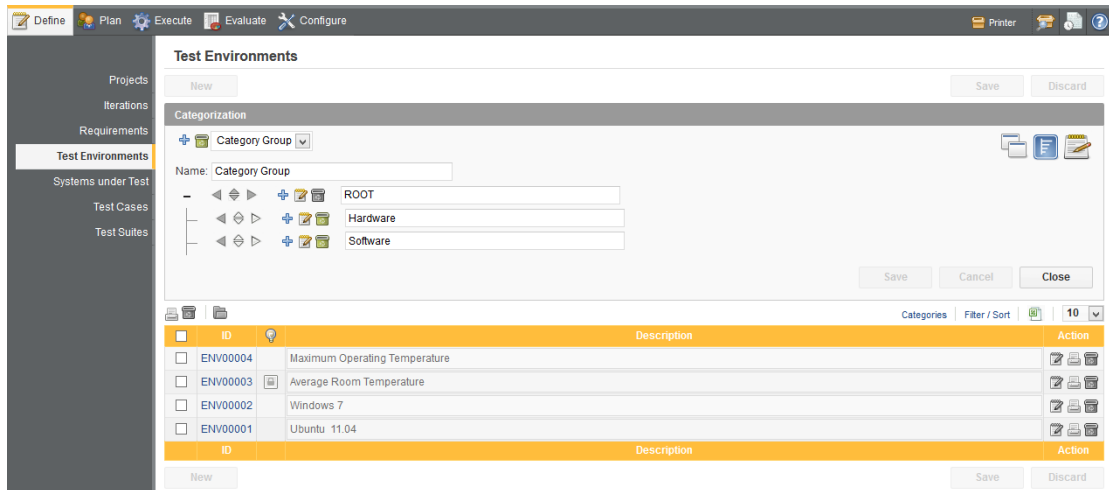 Define Plan Execute Evaluate Configure Printer
Test Environments
Projects
Iterations
Requirements
Test Environments
Systems under Test
Test Cases
Test Suites
New Save Discard
Categorization
Category Group
Name: Category Group
ROOT
Hardware
Software
Save Cancel Close
Categories Filter / Sort 10
ID Description Action
ENV00004 Maximum Operating Temperature
ENV00003 Average Room Temperature
ENV00002 Windows 7
ENV00001 Ubuntu 11.04
ID Description Action
New Save Discard